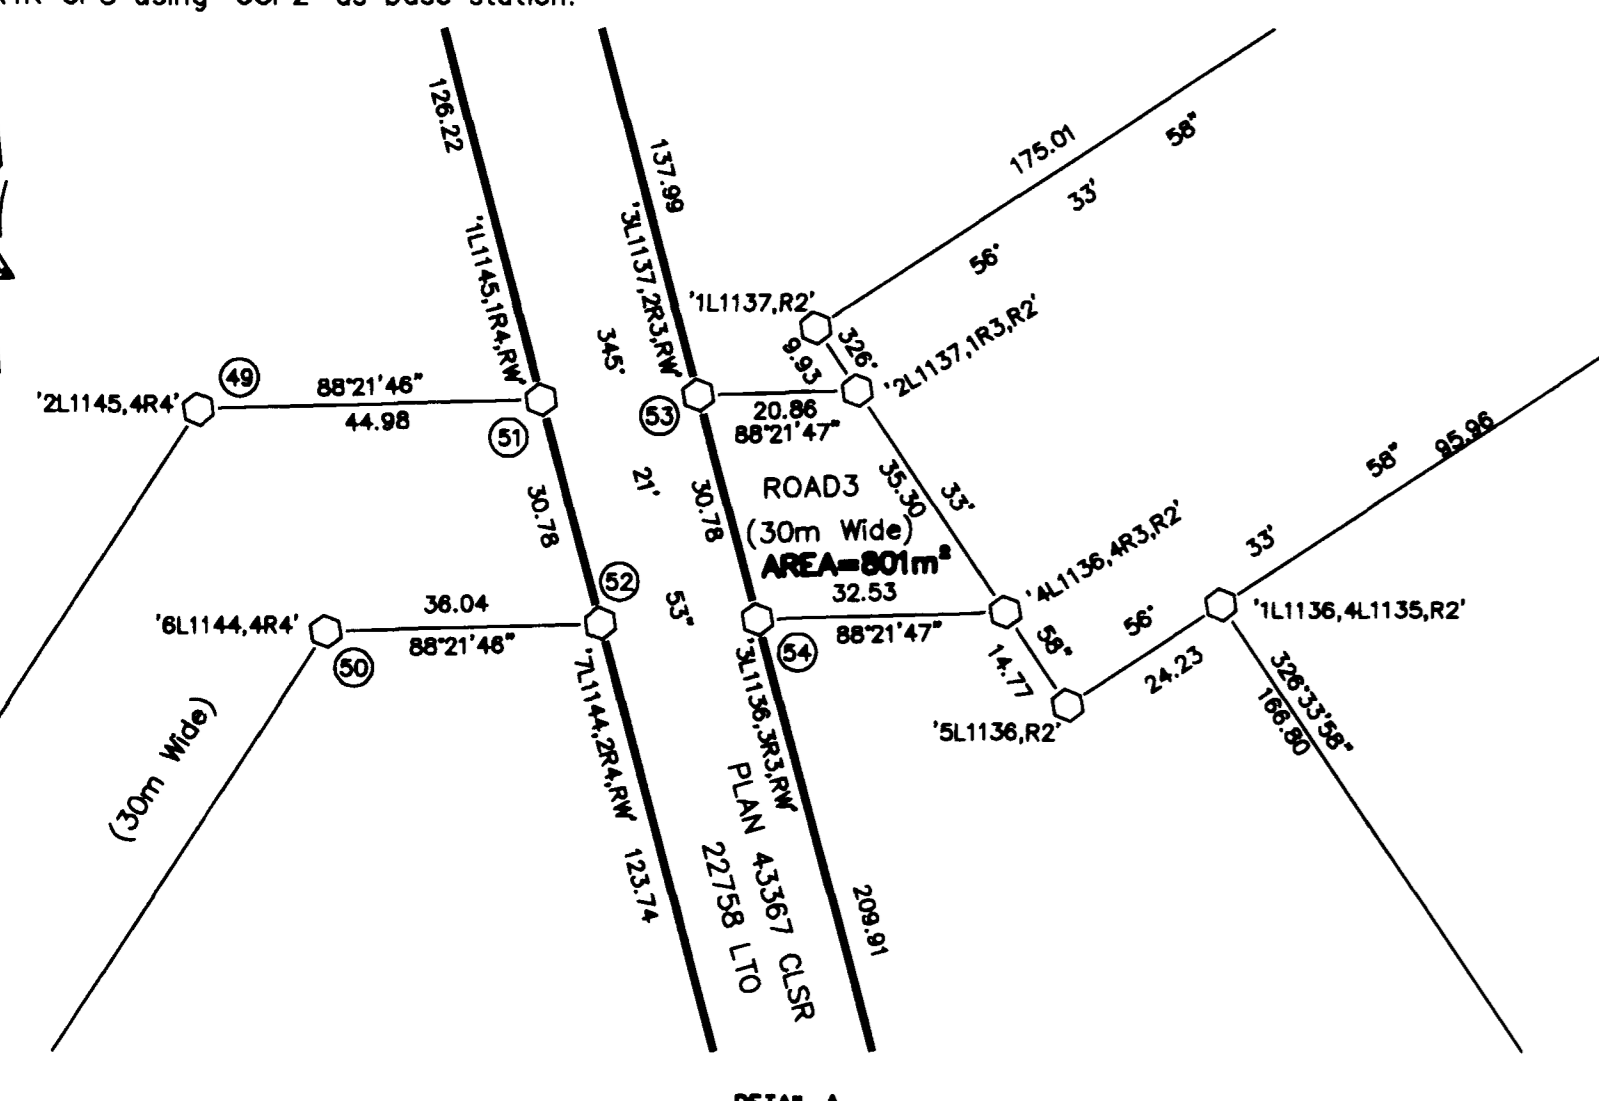 using
base station.
126.22
137.99
175.01
58"
33'
56°
'1L1145,1R4,RW'
'3L1137,2R3,RW'
'1L1137,R2'
345°
9.93
326°
'2L1137,1R3,R2'
49
'2L1145,4R4'
88°21'46"
44.98
51
53
20.86
88°21'47"
58"
95.96
21'
30.78
30.78
ROAD3
(30m Wide)
AREA=801m²
35.30
33'
33'
'4L1136,4R3,R2'
52
53"
32.53
88°21'47"
54
36.04
88°21'46"
'6L1144,4R4'
50
58"
14.77
56°
24.23
'1L1136,4L1135,R2'
'5L1136,R2'
326°33'58"
166.80
'7L1144,2R4,RW'
'3L1136,3R3,RW'
(30m Wide)
PLAN 43367 CLSR
22758 LTO
123.74
209.91